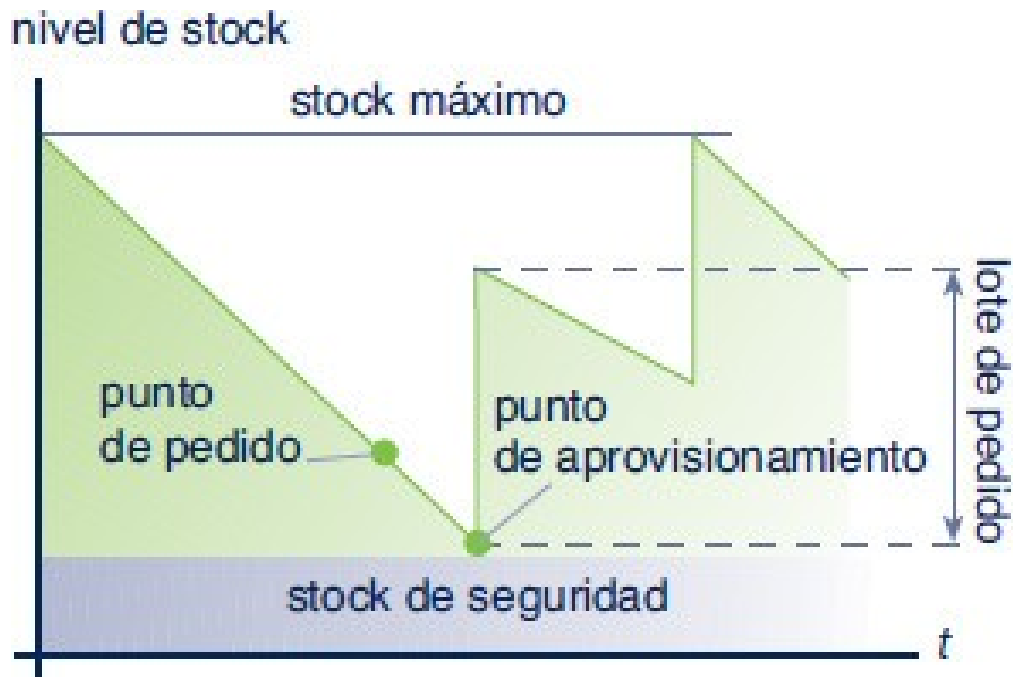 nivel de stock
stock máximo
punto
de pedido
punto
de aprovisionamiento
lote de pedido
stock de seguridad
t